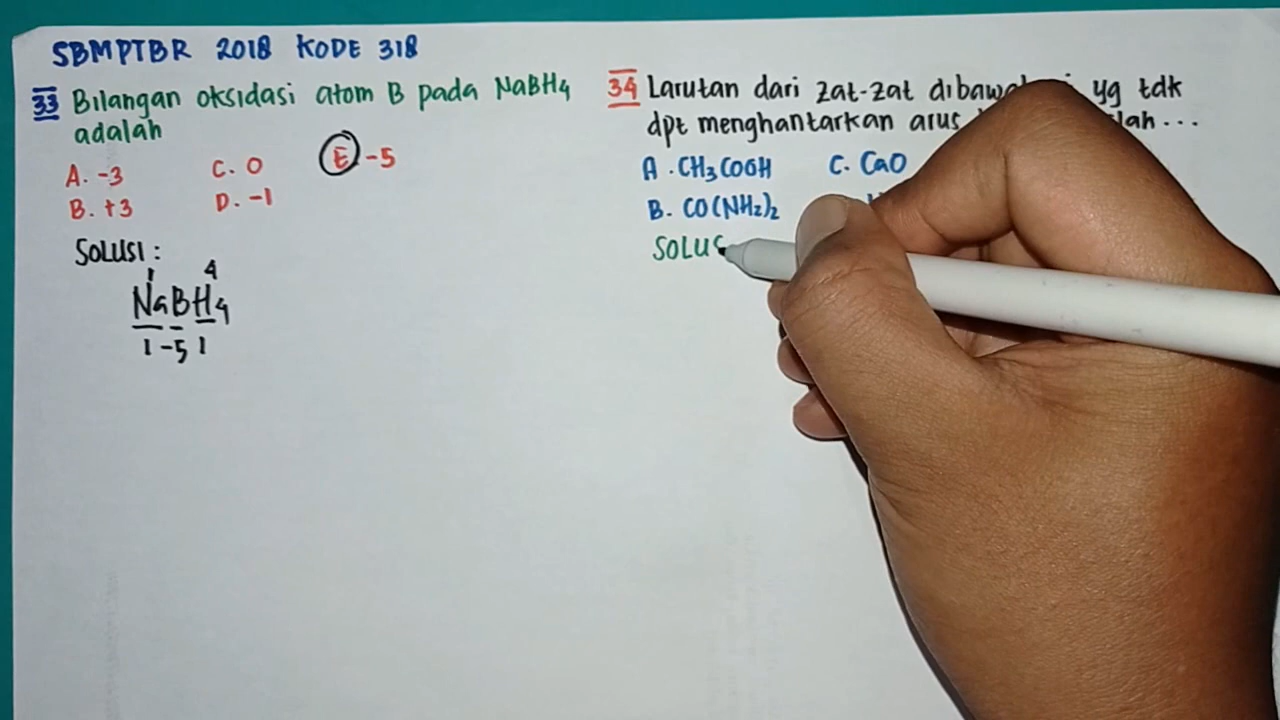 SBMPTBR 2018 KODE 318
33 Bilangan oksidasi atom B pada NaBH4
adalah
A. -3
C. 0
E -5
B. +3
D. -1
SOLUSI :
1 4
NaBH4
1 -5 1
34 Larutan dari zat-zat yg tdk
dpt menghantarkan arus ...
A. CH3COOH
C. CaO
B. CO(NH2)2
SOLUS